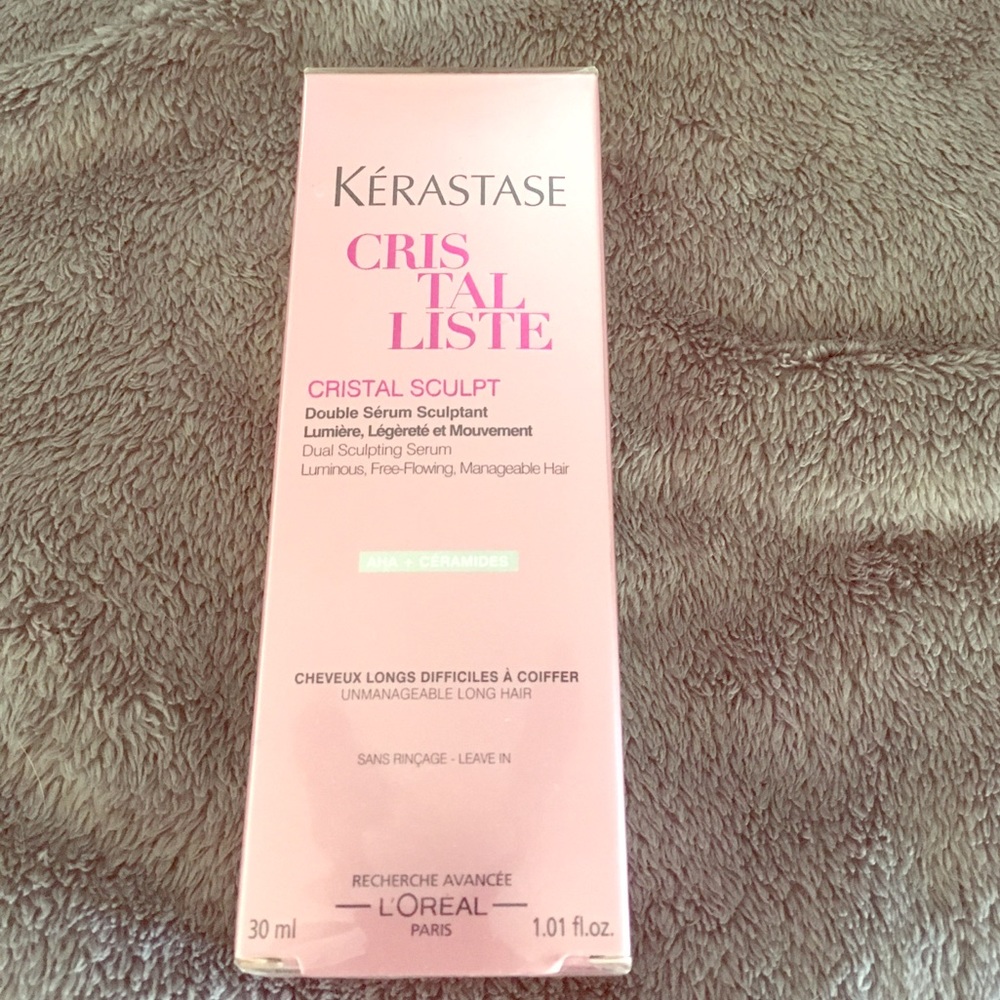 KÉRASTASE
CRIS
TAL
LISTE
CRISTAL SCULPT
Double Sérum Sculptant
Lumière, Légèreté et Mouvement
Dual Sculpting Serum
Luminous, Free-Flowing, Manageable Hair
AHA + CÉRAMIDES
CHEVEUX LONGS DIFFICILES À COIFFER
UNMANAGEABLE LONG HAIR
SANS RINÇAGE - LEAVE IN
RECHERCHE AVANCÉE
L'ORÉAL
PARIS
30 ml
1.01 fl.oz.